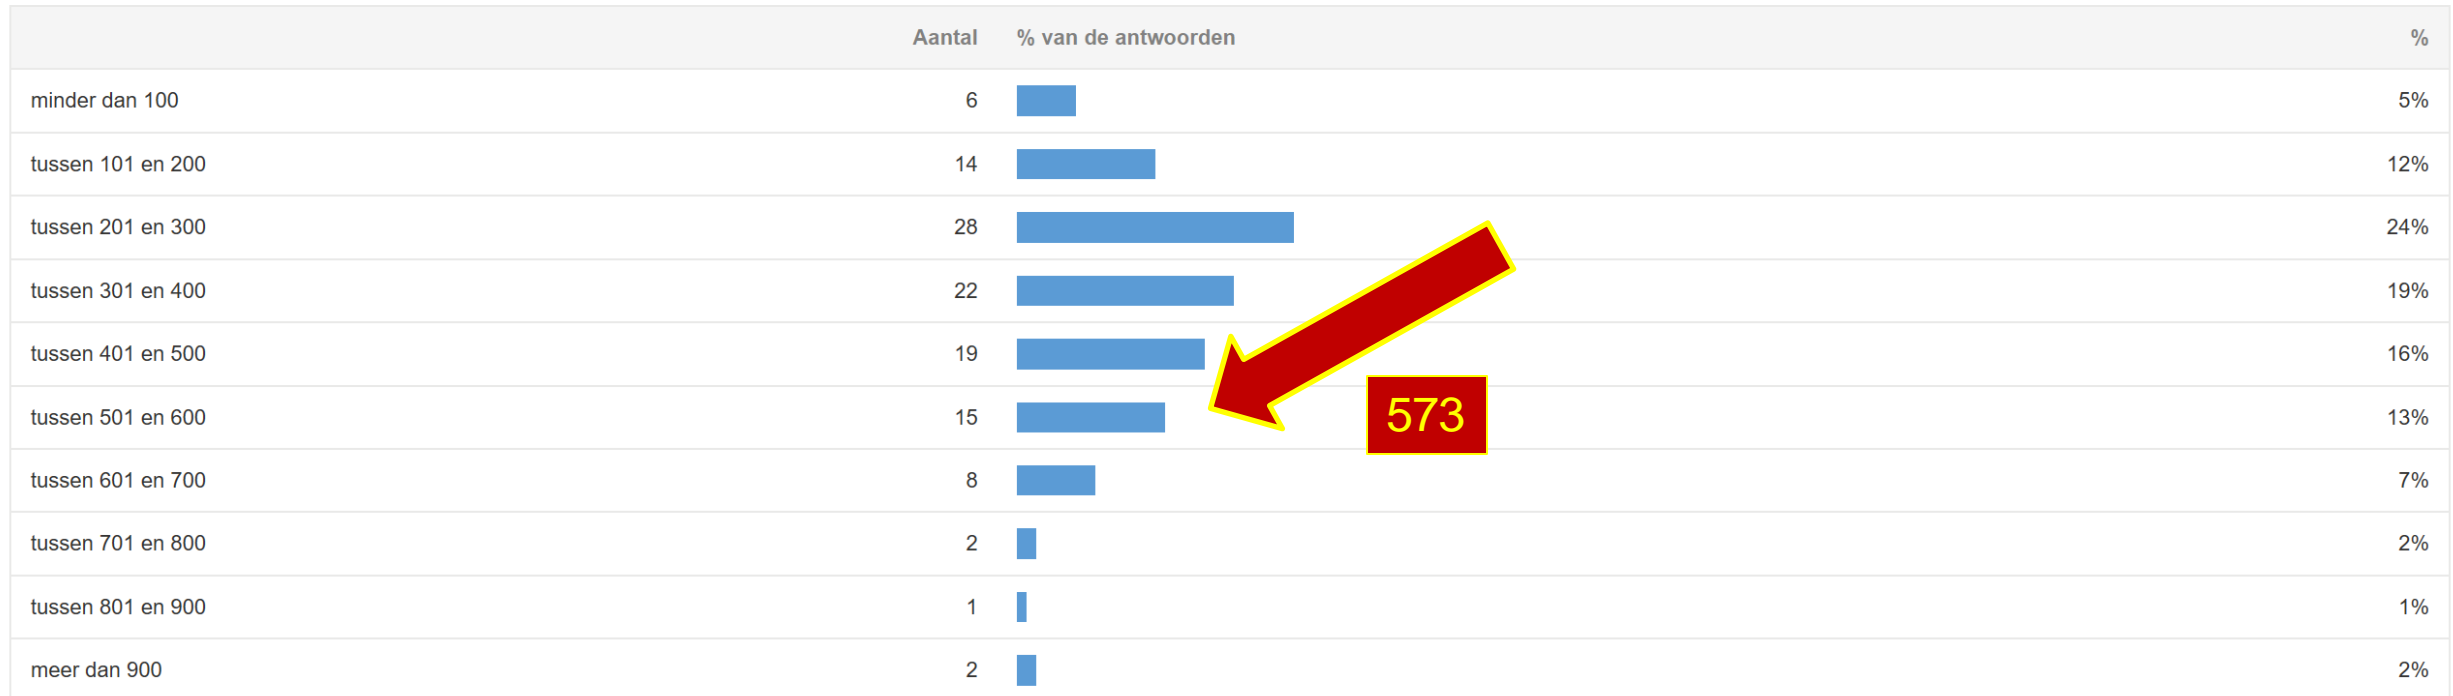 Aantal % van de antwoorden %
minder dan 100 6 5%
tussen 101 en 200 14 12%
tussen 201 en 300 28 24%
tussen 301 en 400 22 19%
tussen 401 en 500 19 16%
tussen 501 en 600 15 573 13%
tussen 601 en 700 8 7%
tussen 701 en 800 2 2%
tussen 801 en 900 1 1%
meer dan 900 2 2%